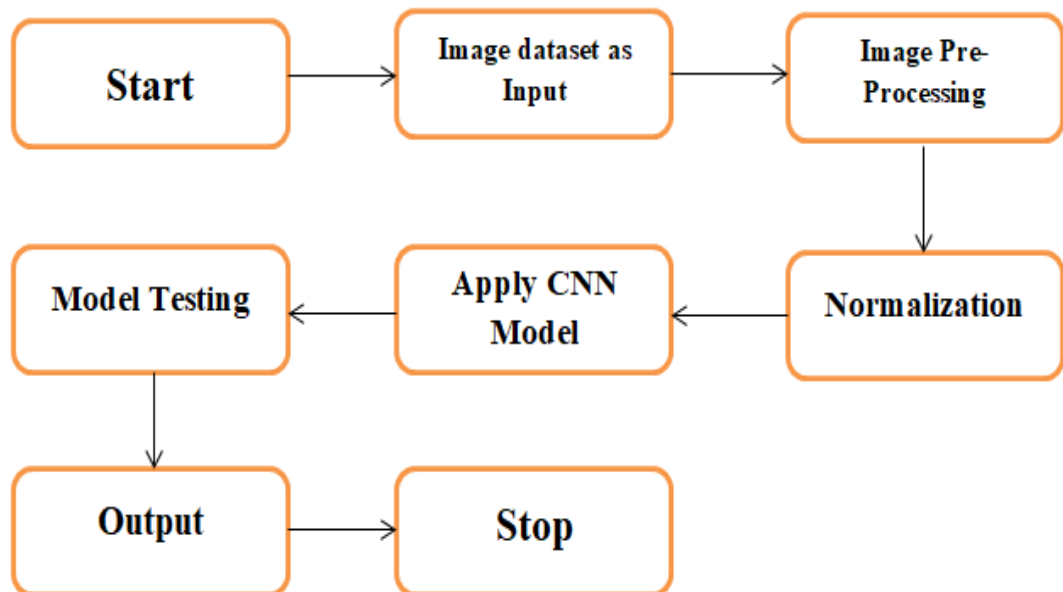 Start
Image dataset as
Input
Image Pre-
Processing
Normalization
Apply CNN
Model
Model Testing
Output
Stop